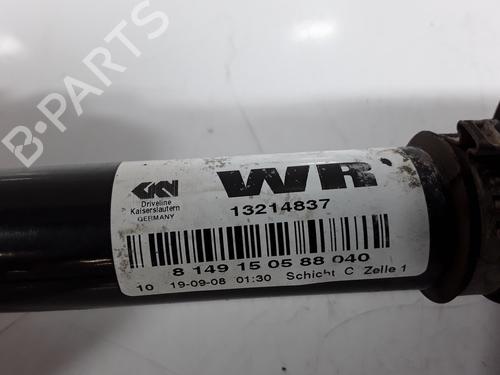 B-PARTS
GKN
Driveline
Kaiserslautern
GERMANY
WR
13214837
8 149 15 05 88 040
10 19-09-08 01:30 Schicht C Zelle 1